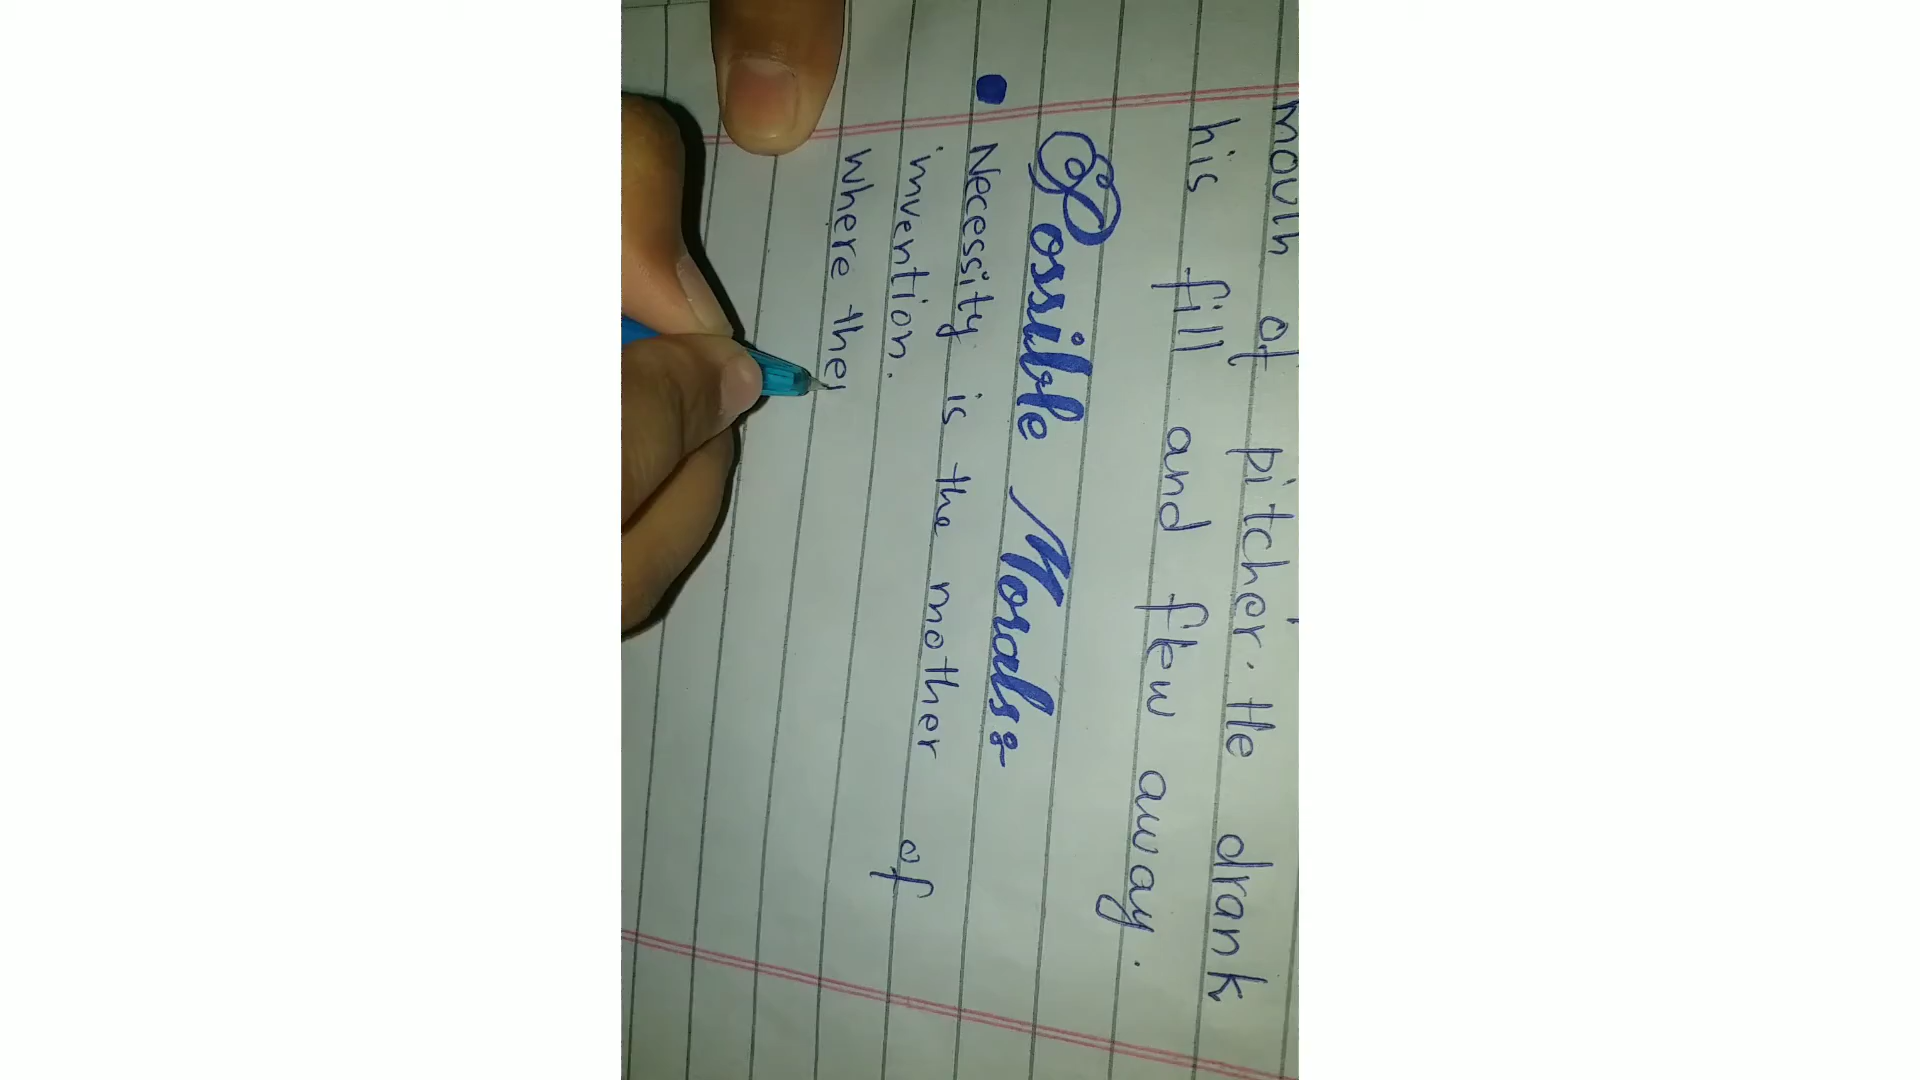 mouth of pitcher. He drank
his fill and flew away.
Possible Morals:-
Necessity is the mother of
invention.
Where the